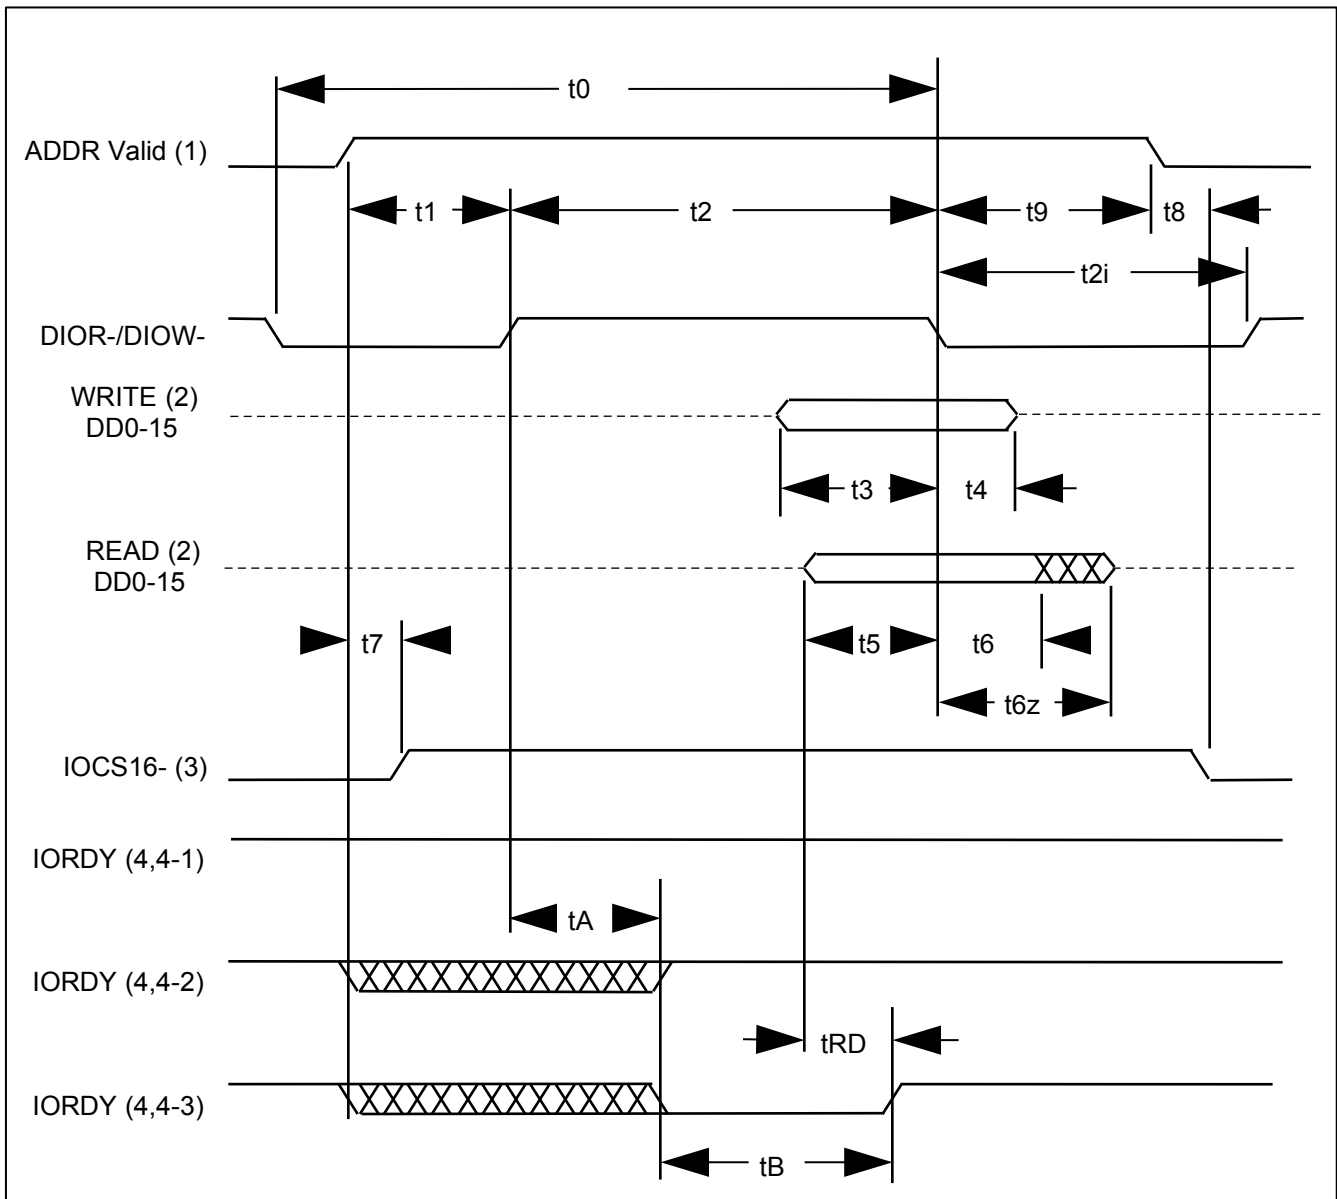 t0
ADDR Valid (1)
t1
t2
t9
t8
t2i
DIOR-/DIOW-
WRITE (2)
DD0-15
t3
t4
READ (2)
DD0-15
t7
t5
t6
t6z
IOCS16- (3)
IORDY (4,4-1)
tA
IORDY (4,4-2)
tRD
IORDY (4,4-3)
tB